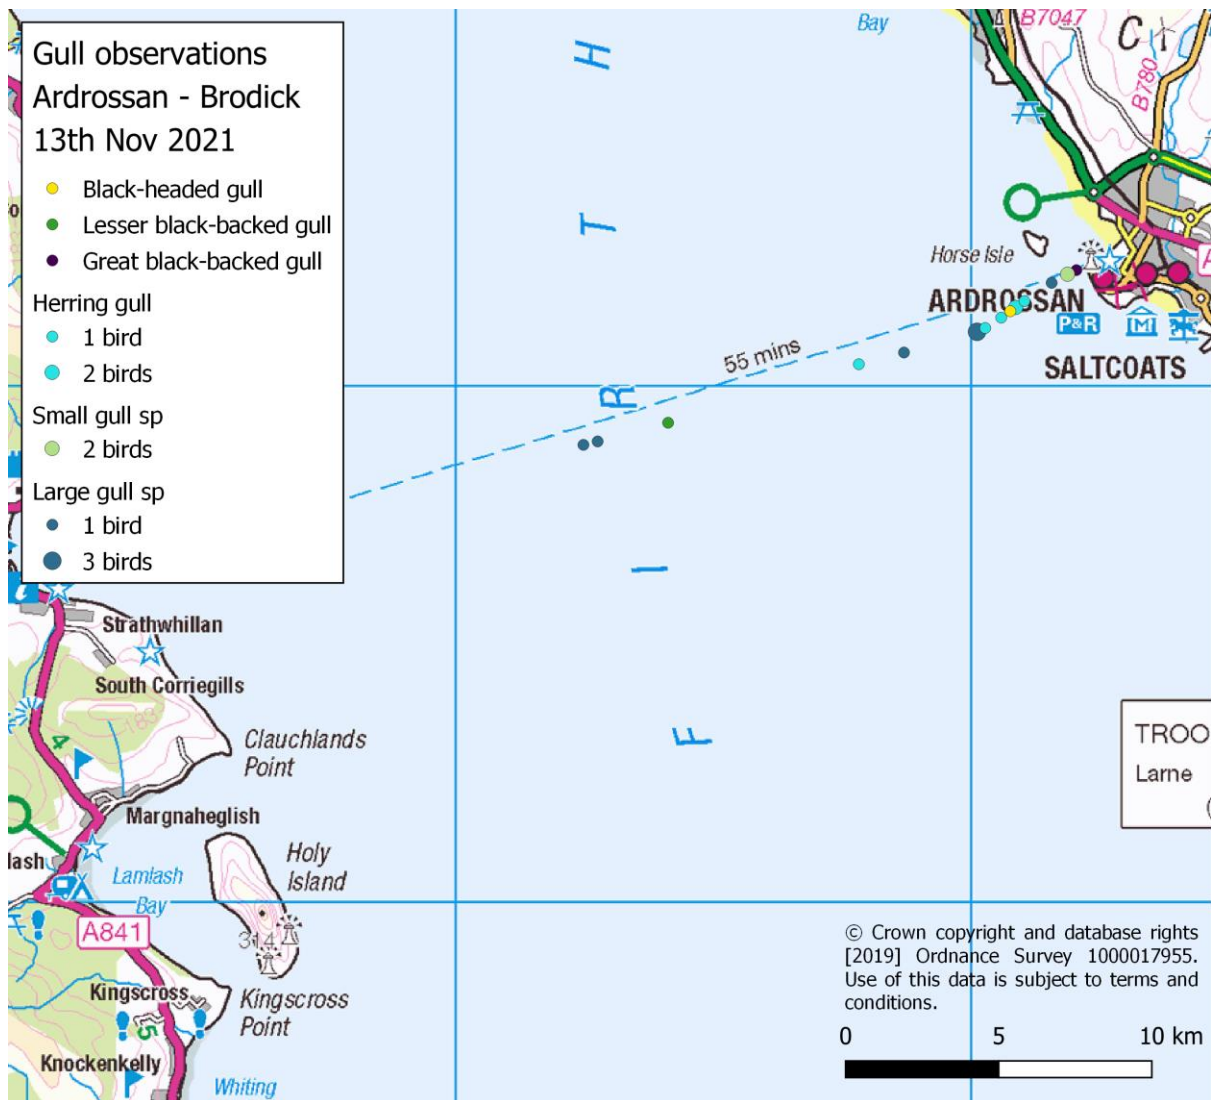 Gull observations
Ardrossan - Brodick
13th Nov 2021
Black-headed gull
Lesser black-backed gull
Great black-backed gull
Herring gull
1 bird
2 birds
Small gull sp
2 birds
Large gull sp
1 bird
3 birds
Bay
B7047
C
B780
H
T
R
I
F
Horse Isle
ARDROSSAN
P&R
M
SALTCOATS
A
55 mins
Strathwhillan
South Corriegills
183
4
Clauchlands
Point
Margnaheglish
lash
Lamlash
Bay
Holy
Island
314
A841
Kingscross
Kingscross
Point
5
Knockenkelly
Whiting
TROO
Larne
© Crown copyright and database rights
[2019] Ordnance Survey 1000017955.
Use of this data is subject to terms and
conditions.
0 5 10 km